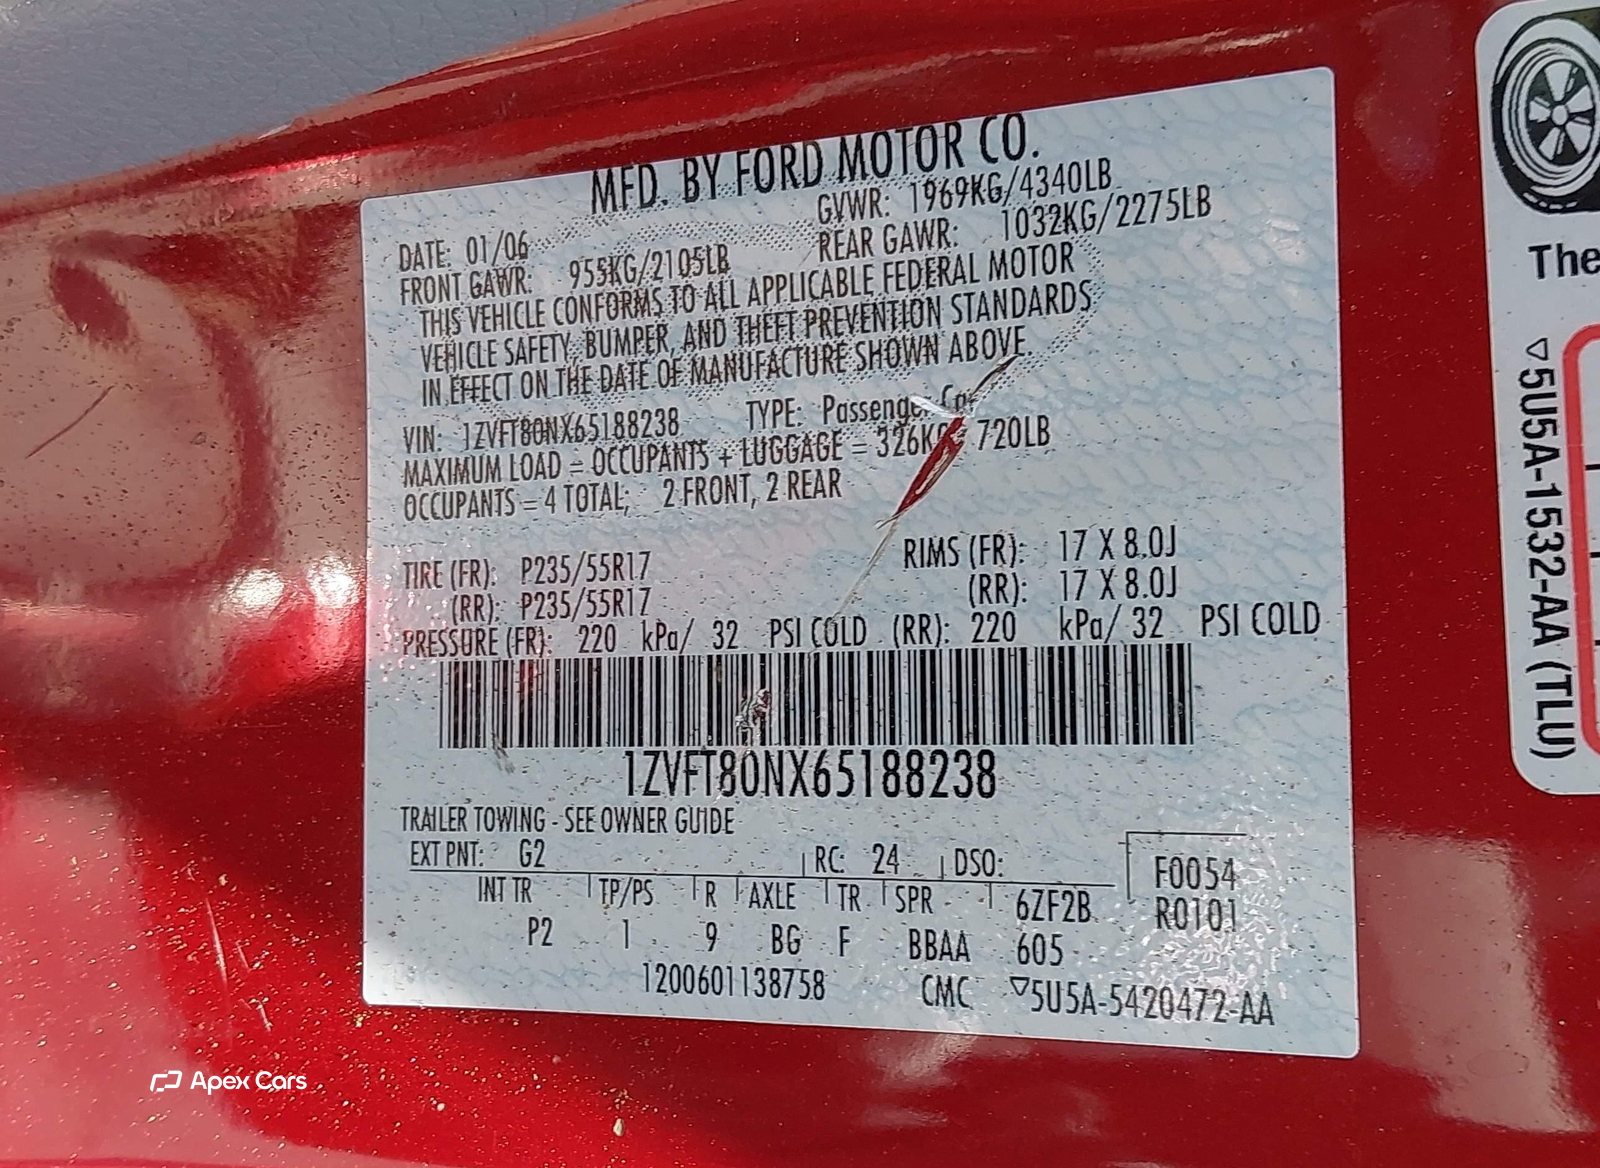 MFD. BY FORD MOTOR CO.
DATE: 01/06 GVWR: 1969KG/4340LB
FRONT GAWR: 955KG/2105LB REAR GAWR: 1032KG/2275LB
THIS VEHICLE CONFORMS TO ALL APPLICABLE FEDERAL MOTOR
VEHICLE SAFETY, BUMPER, AND THEFT PREVENTION STANDARDS
IN EFFECT ON THE DATE OF MANUFACTURE SHOWN ABOVE.
VIN: 1ZVFT80NX65188238 TYPE: Passenger Car
MAXIMUM LOAD = OCCUPANTS + LUGGAGE = 326KG 720LB
OCCUPANTS = 4 TOTAL; 2 FRONT, 2 REAR
TIRE (FR): P235/55R17 RIMS (FR): 17 X 8.0J
(RR): P235/55R17 (RR): 17 X 8.0J
PRESSURE (FR): 220 kPa/ 32 PSI COLD (RR): 220 kPa/ 32 PSI COLD
1ZVFT80NX65188238
TRAILER TOWING - SEE OWNER GUIDE
EXT PNT: G2 RC: 24 DSO: F0054
INT TR TP/PS R AXLE TR SPR 6ZF2B R0101
P2 1 9 BG F BBAA 605
1200601138758 CMC ▽5U5A-5420472-AA
The
▽5U5A-1532-AA (TLU)
Apex Cars